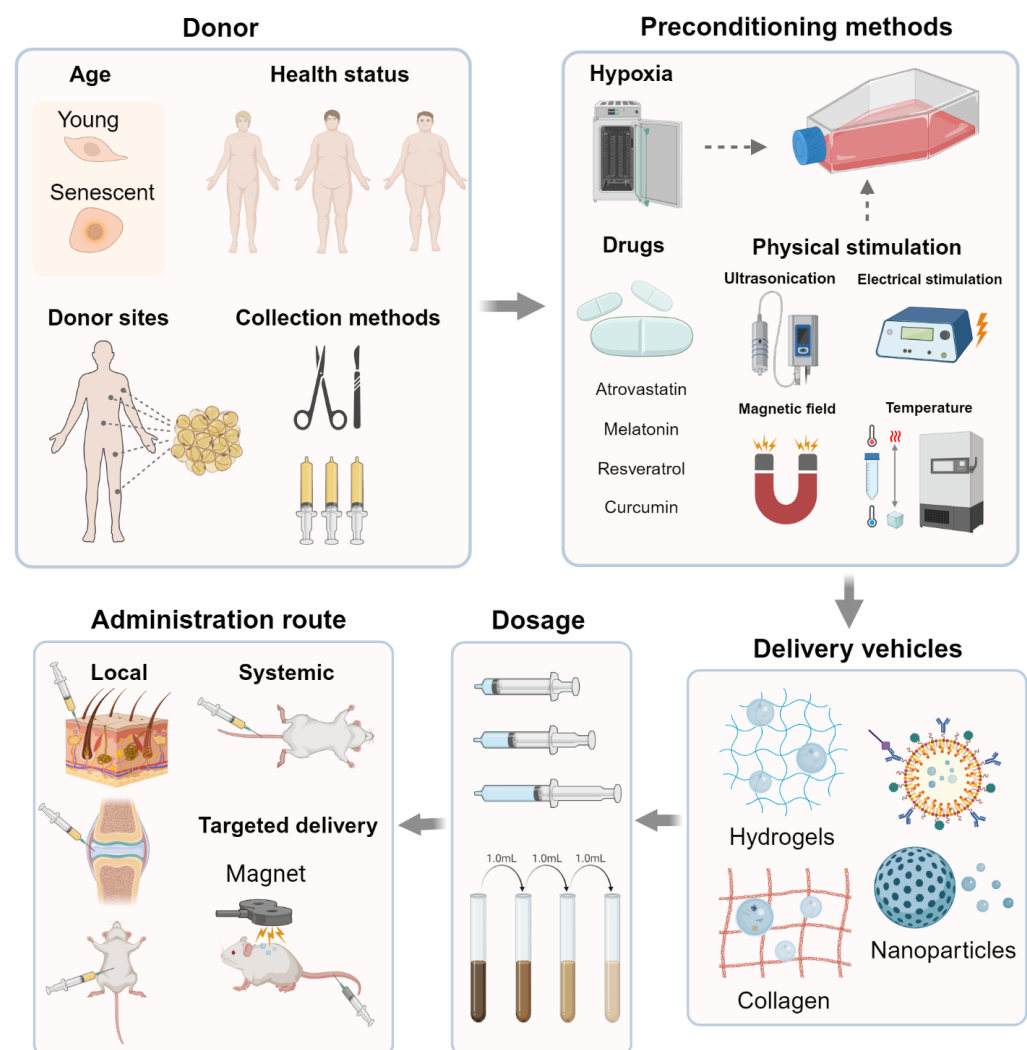 Donor
Age
Health status
Young
Senescent
Donor sites
Collection methods
Preconditioning methods
Hypoxia
Drugs
Physical stimulation
Ultrasonication
Electrical stimulation
Atrovastatin
Melatonin
Resveratrol
Curcumin
Magnetic field
Temperature
Delivery vehicles
Hydrogels
Nanoparticles
Collagen
Dosage
1.0mL
1.0mL
1.0mL
Administration route
Local
Systemic
Targeted delivery
Magnet